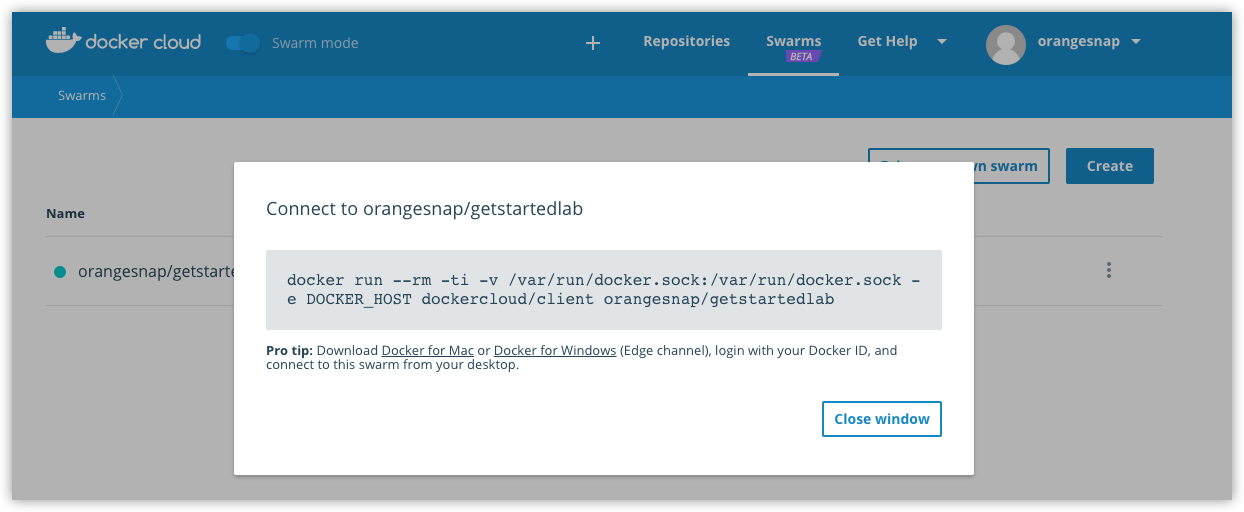 docker cloud
Swarm mode
+
Repositories
Swarms
BETA
Get Help
orangesnap
Swarms
wn swarm
Create
Name
Connect to orangesnap/getstartedlab
orangesnap/getstarte
docker run --rm -ti -v /var/run/docker.sock:/var/run/docker.sock -
e DOCKER_HOST dockercloud/client orangesnap/getstartedlab
Pro tip: Download Docker for Mac or Docker for Windows (Edge channel), login with your Docker ID, and
connect to this swarm from your desktop.
Close window